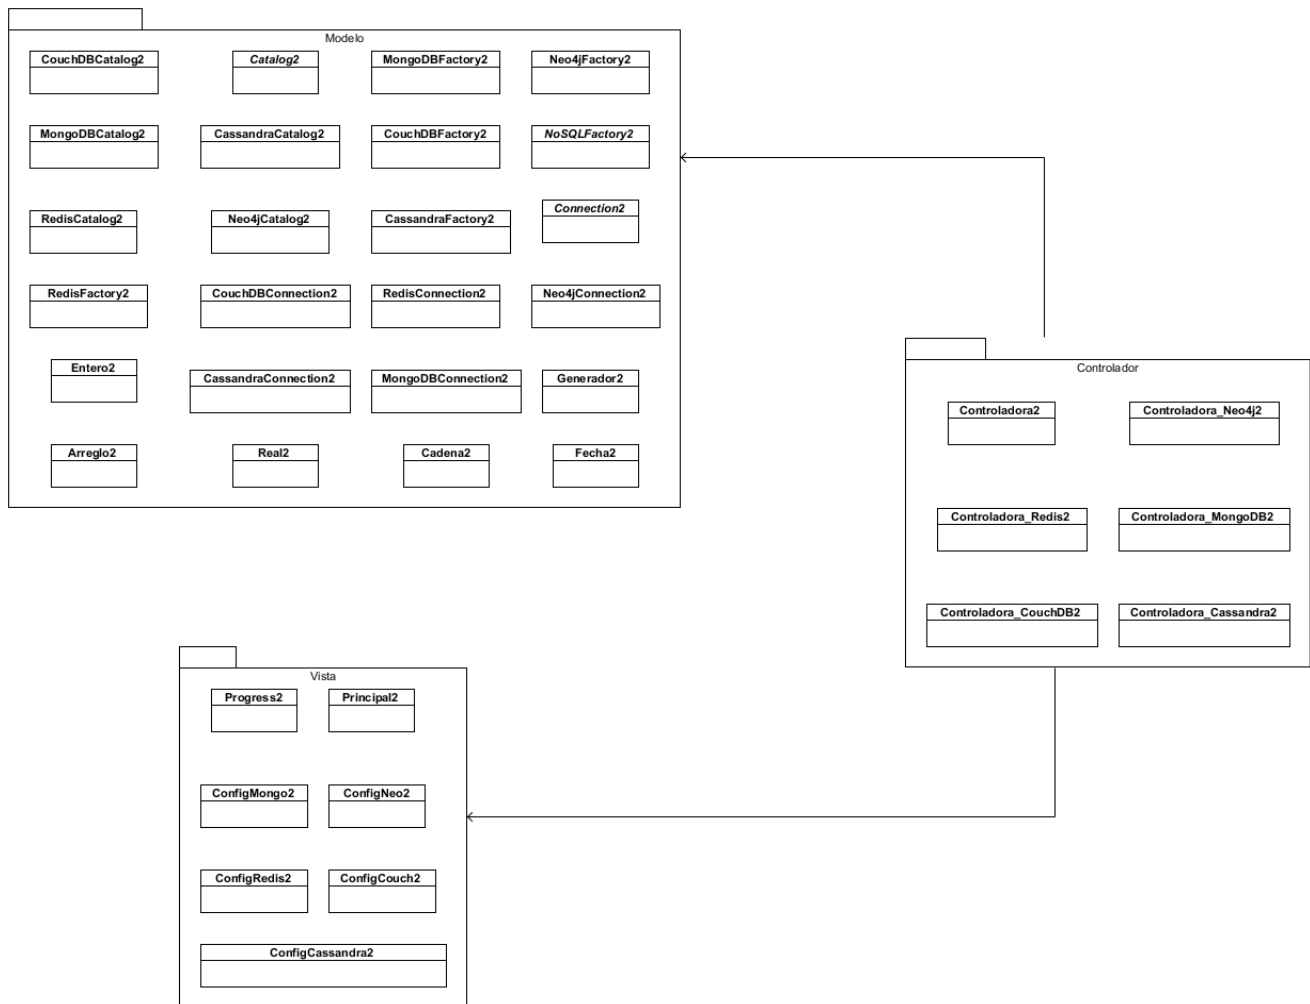 Modelo
CouchDBCatalog2
Catalog2
MongoDBFactory2
Neo4jFactory2
MongoDBCatalog2
CassandraCatalog2
CouchDBFactory2
NoSQLFactory2
RedisCatalog2
Neo4jCatalog2
CassandraFactory2
Connection2
RedisFactory2
CouchDBConnection2
RedisConnection2
Neo4jConnection2
Entero2
CassandraConnection2
MongoDBConnection2
Generador2
Arreglo2
Real2
Cadena2
Fecha2
Controlador
Controladora2
Controladora_Neo4j2
Controladora_Redis2
Controladora_MongoDB2
Controladora_CouchDB2
Controladora_Cassandra2
Vista
Progress2
Principal2
ConfigMongo2
ConfigNeo2
ConfigRedis2
ConfigCouch2
ConfigCassandra2